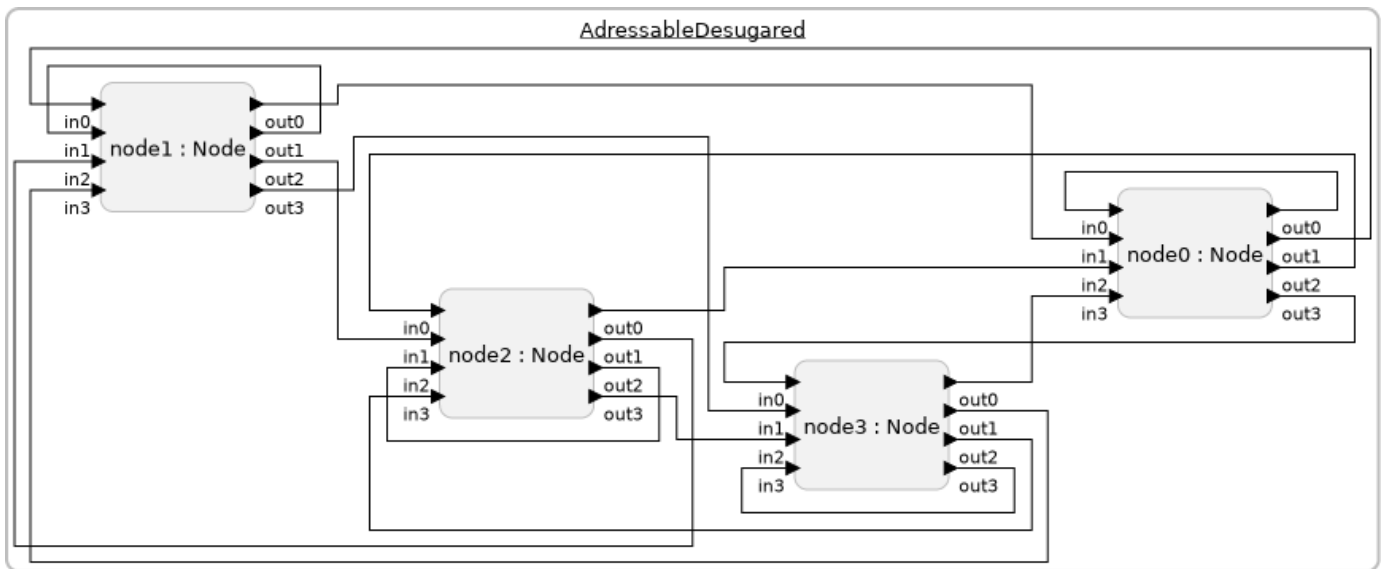 AdressableDesugared
in0
out0
in1
node1 : Node
out1
in2
out2
in3
out3
in0
out0
in1
node0 : Node
out1
in2
out2
in3
out3
in0
out0
in1
node2 : Node
out1
in2
out2
in3
out3
in0
out0
in1
node3 : Node
out1
in2
out2
in3
out3